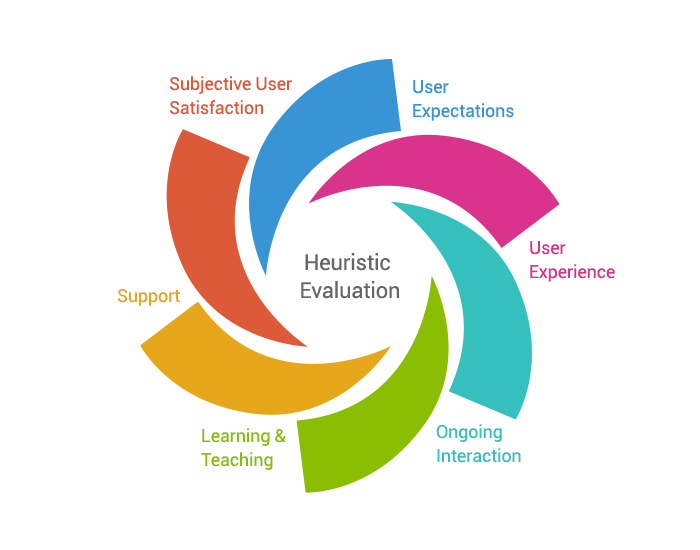 Subjective User
Satisfaction
User
Expectations
User
Experience
Heuristic
Evaluation
Support
Learning &
Teaching
Ongoing
Interaction